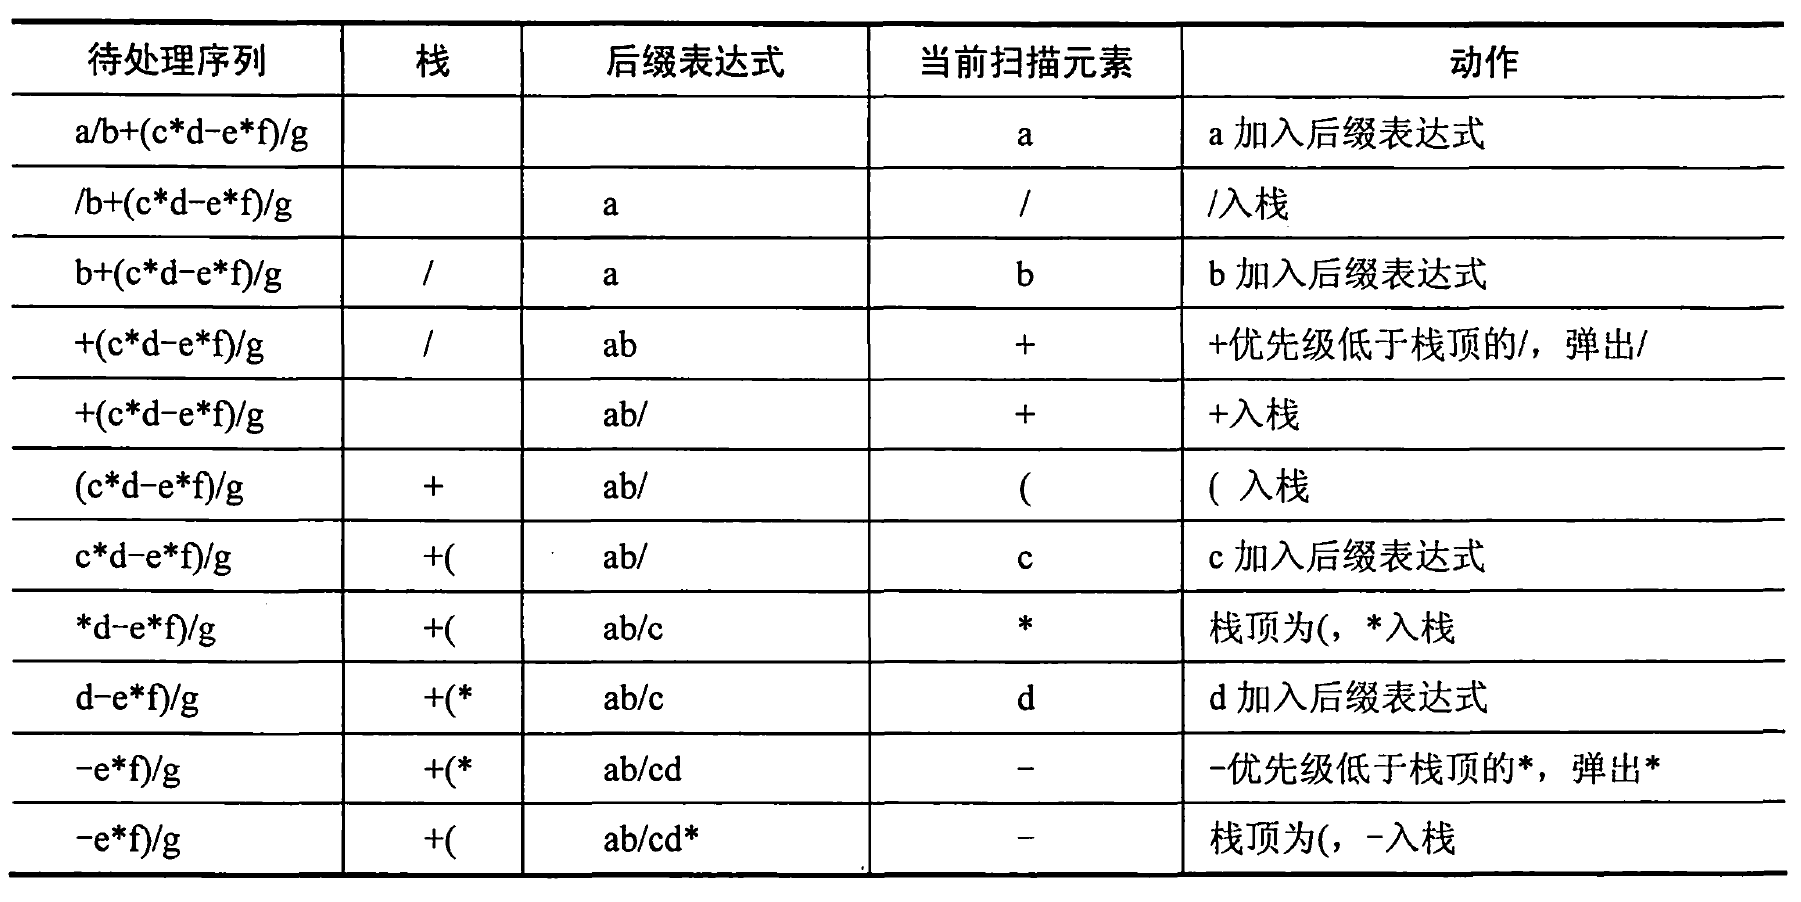 待处理序列 栈 后缀表达式 当前扫描元素 动作
a/b+(c*d-e*f)/g a a 加入后缀表达式
/b+(c*d-e*f)/g a / /入栈
b+(c*d-e*f)/g / a b b 加入后缀表达式
+(c*d-e*f)/g / ab + +优先级低于栈顶的/，弹出/
+(c*d-e*f)/g ab/ + +入栈
(c*d-e*f)/g + ab/ ( ( 入栈
c*d-e*f)/g +( ab/ c c 加入后缀表达式
*d-e*f)/g +( ab/c * 栈顶为(，*入栈
d-e*f)/g +(* ab/c d d 加入后缀表达式
-e*f)/g +(* ab/cd - -优先级低于栈顶的*，弹出*
-e*f)/g +( ab/cd* - 栈顶为(，-入栈